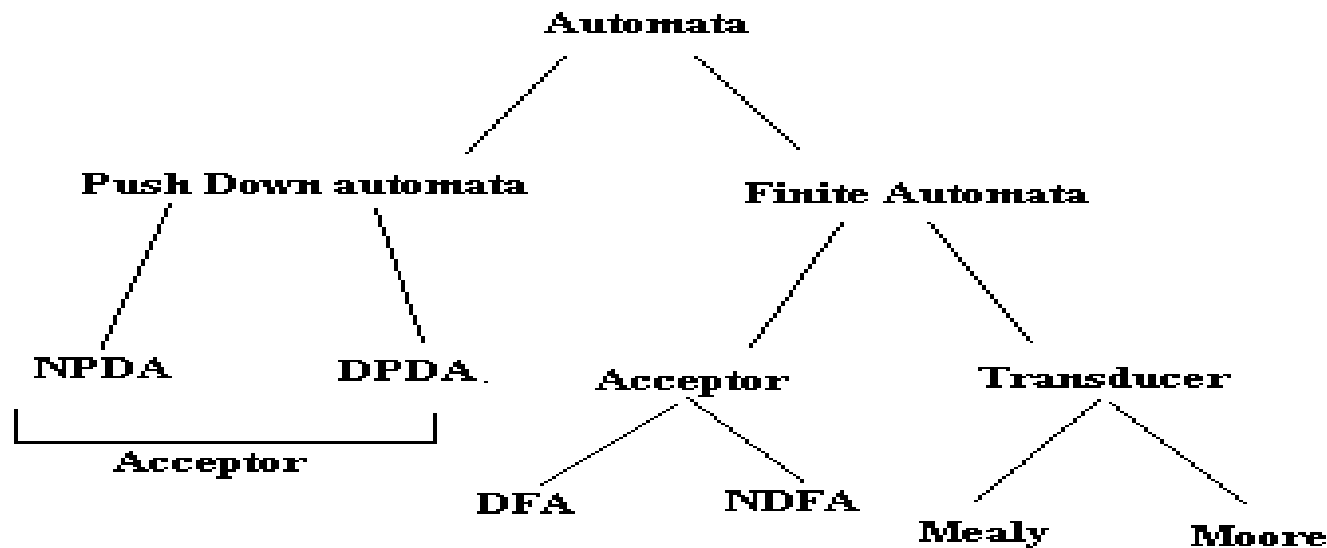 Automata
Push Down automata
Finite Automata
NPDA
DPDA.
Acceptor
Transducer
Acceptor
DFA
NDFA
Mealy
Moore